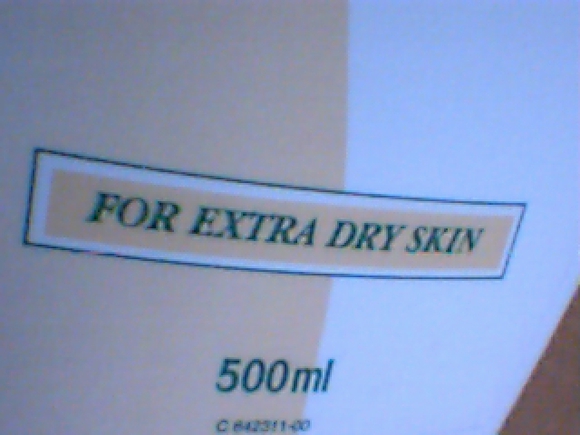 FOR EXTRA DRY SKIN
500ml
C 642311-00